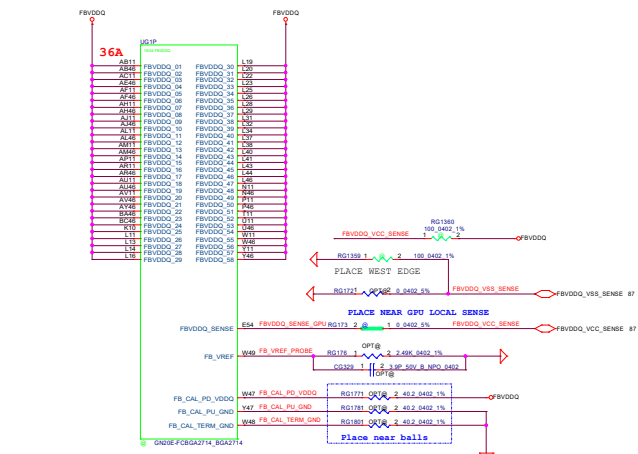 FBVDDQ
FBVDDQ
36A
UG1P
AB11 FBVDDQ_01 FBVDDQ_30 L19
AB46 FBVDDQ_02 FBVDDQ_31 L20
AC11 FBVDDQ_03 FBVDDQ_32 L22
AE46 FBVDDQ_04 FBVDDQ_33 L23
AF11 FBVDDQ_05 FBVDDQ_34 L25
AF46 FBVDDQ_06 FBVDDQ_35 L26
AH11 FBVDDQ_07 FBVDDQ_36 L28
AH46 FBVDDQ_08 FBVDDQ_37 L29
AJ11 FBVDDQ_09 FBVDDQ_38 L31
AJ46 FBVDDQ_10 FBVDDQ_39 L32
AL11 FBVDDQ_11 FBVDDQ_40 L34
AL46 FBVDDQ_12 FBVDDQ_41 L37
AM11 FBVDDQ_13 FBVDDQ_42 L38
AM46 FBVDDQ_14 FBVDDQ_43 L40
AP11 FBVDDQ_15 FBVDDQ_44 L41
AR11 FBVDDQ_16 FBVDDQ_45 L43
AR46 FBVDDQ_17 FBVDDQ_46 L44
AU11 FBVDDQ_18 FBVDDQ_47 L46
AU46 FBVDDQ_19 FBVDDQ_48 N11
AV11 FBVDDQ_20 FBVDDQ_49 N46
AV46 FBVDDQ_21 FBVDDQ_50 P11
AY46 FBVDDQ_22 FBVDDQ_51 P46
BA46 FBVDDQ_23 FBVDDQ_52 T11
BC46 FBVDDQ_24 FBVDDQ_53 U11
K10 FBVDDQ_25 FBVDDQ_54 U46
L11 FBVDDQ_26 FBVDDQ_55 W11
L13 FBVDDQ_27 FBVDDQ_56 W46
L14 FBVDDQ_28 FBVDDQ_57 Y11
L16 FBVDDQ_29 FBVDDQ_58 Y46
RG1360
FBVDDQ_VCC_SENSE 1 @ 2 100_0402_1% FBVDDQ
RG1359 1 @ 2 100_0402_1%
PLACE WEST EDGE
RG172 1 OPT@ 2 0_0402_5% FBVDDQ_VSS_SENSE FBVDDQ_VSS_SENSE 87
PLACE NEAR GPU LOCAL SENSE
FBVDDQ_SENSE E54 FBVDDQ_SENSE_GPU RG173 2 @ 1 0_0402_5% FBVDDQ_VCC_SENSE FBVDDQ_VCC_SENSE 87
OPT@
FB_VREF W49 FB_VREF_PROBE RG176 1 2 2.49K_0402_1%
CG329 1 2 3.9P_50V_B_NPO_0402
OPT@
FB_CAL_PD_VDDQ W47 FB_CAL_PD_VDDQ RG177 1 OPT@ 2 40.2_0402_1% FBVDDQ
FB_CAL_PU_GND Y47 FB_CAL_PU_GND RG178 1 OPT@ 2 40.2_0402_1%
FB_CAL_TERM_GND W48 FB_CAL_TERM_GND RG180 1 OPT@ 2 40.2_0402_1%
Place near balls
@ GN20E-FCBGA2714_BGA2714